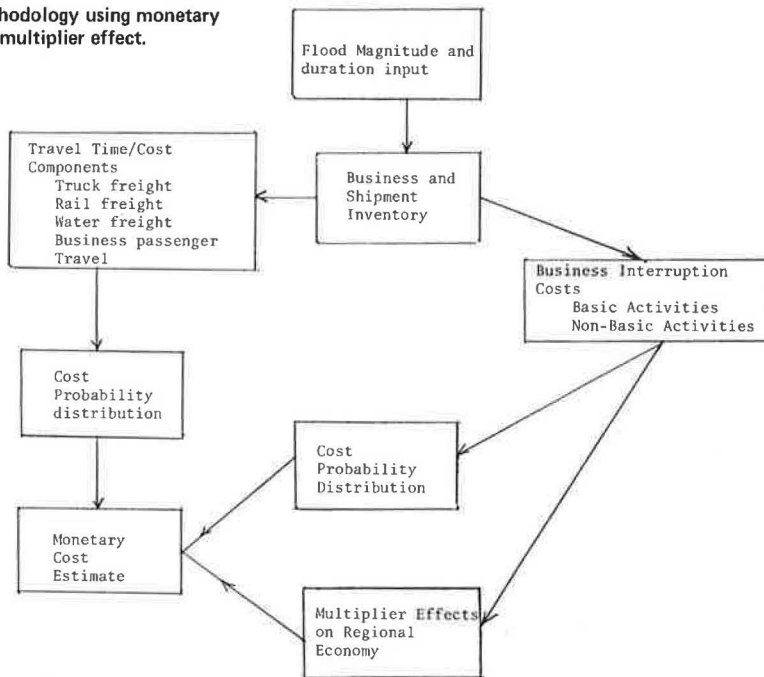 hodology using monetary
multiplier effect.
Flood Magnitude and
duration input
Travel Time/Cost
Components
Truck freight
Rail freight
Water freight
Business passenger
Travel
Business and
Shipment
Inventory
Business Interruption
Costs
Basic Activities
Non-Basic Activities
Cost
Probability
distribution
Cost
Probability
Distribution
Monetary
Cost
Estimate
Multiplier Effects
on Regional
Economy